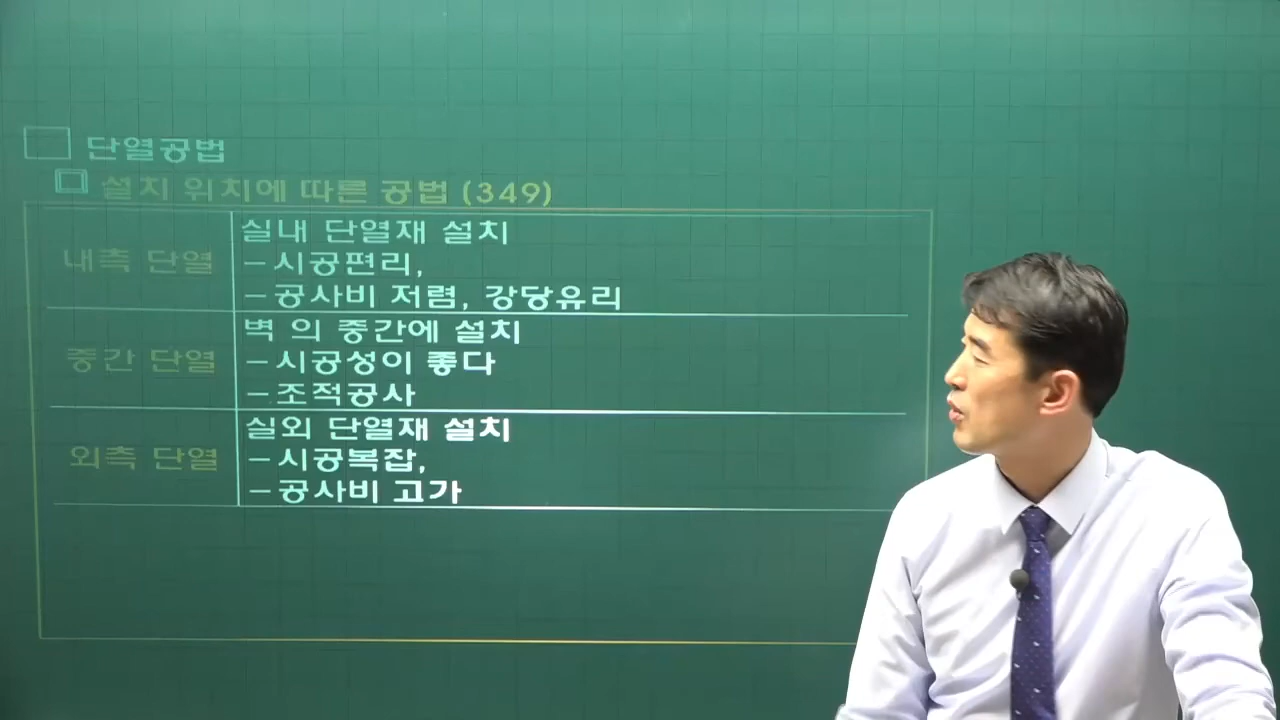 단열공법
설치 위치에 따른 공법 (349)
내측 단열
실내 단열재 설치
-시공편리,
-공사비 저렴, 강당유리
중간 단열
벽 의 중간에 설치
-시공성이 좋다
-조적공사
외측 단열
실외 단열재 설치
-시공복잡,
-공사비 고가